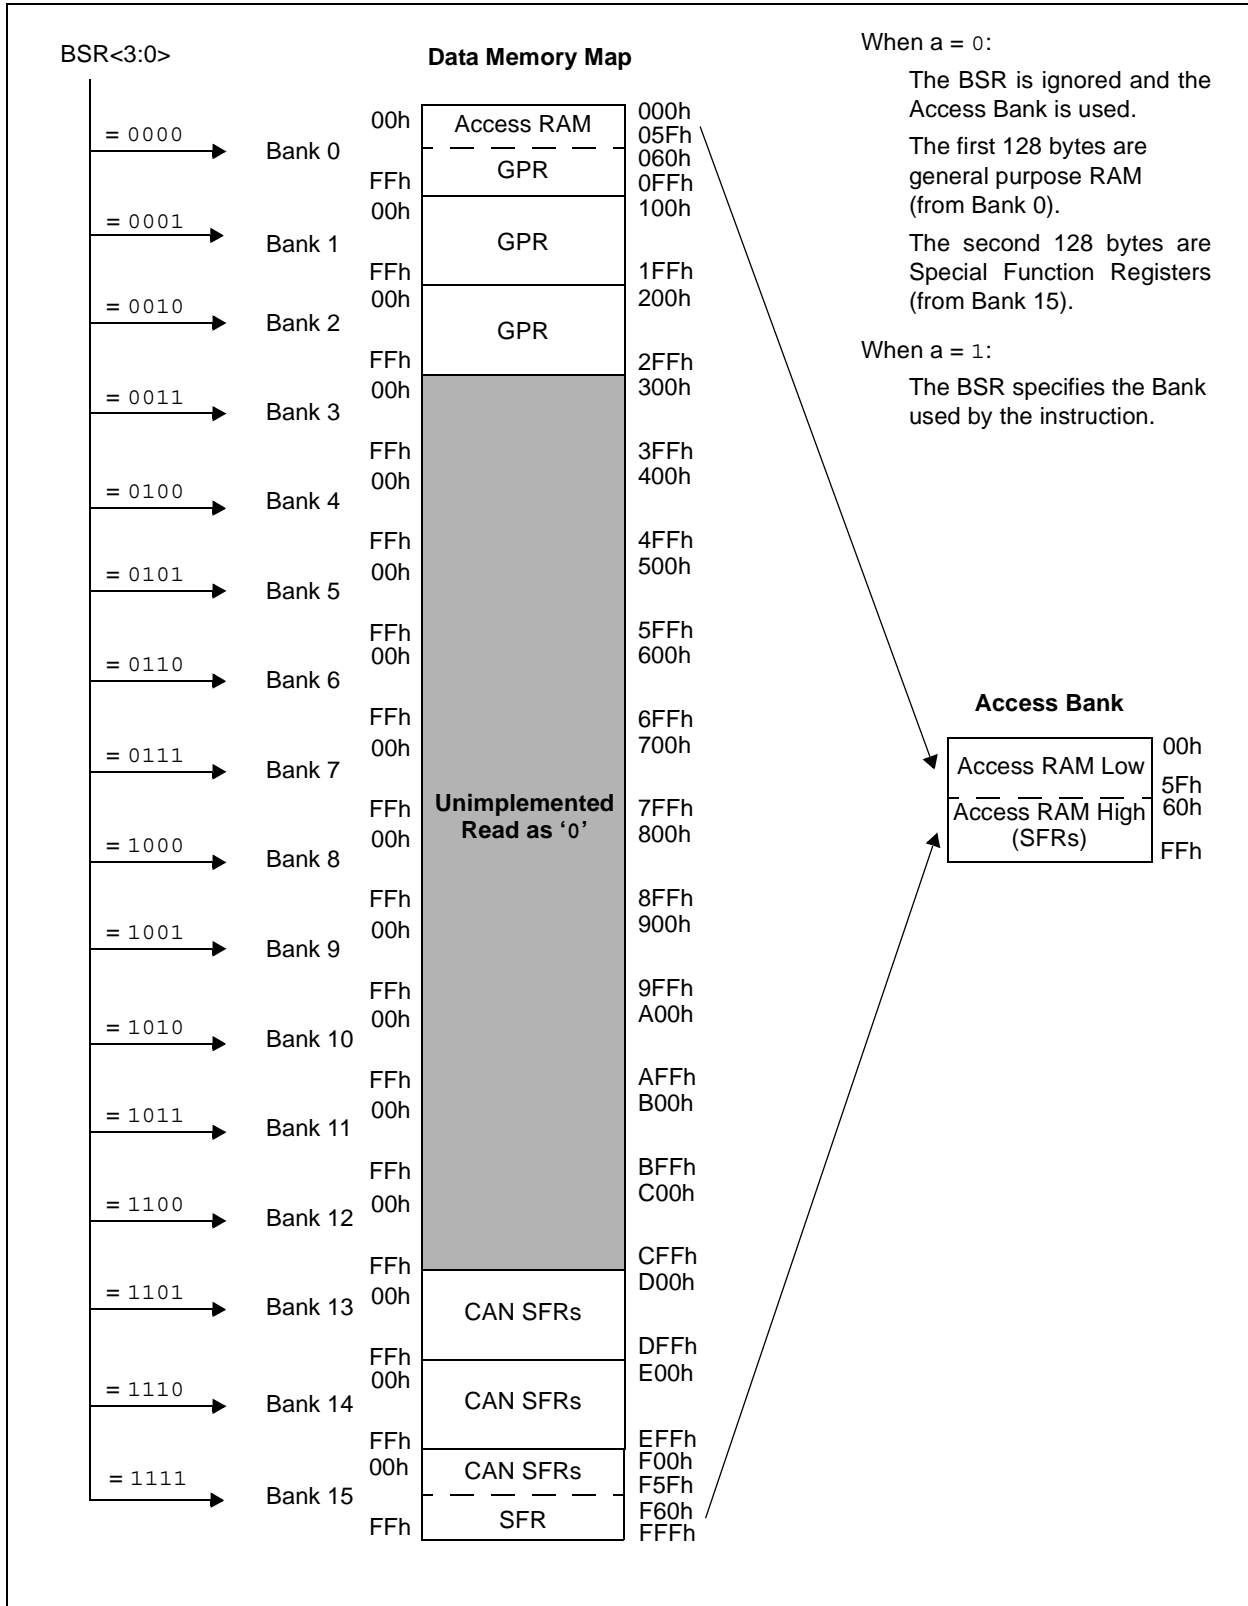 BSR<3:0>
Data Memory Map
When a = 0:
The BSR is ignored and the
Access Bank is used.
The first 128 bytes are
general purpose RAM
(from Bank 0).
The second 128 bytes are
Special Function Registers
(from Bank 15).
When a = 1:
The BSR specifies the Bank
used by the instruction.
= 0000
Bank 0
00h
FFh
Access RAM
GPR
000h
05Fh
060h
0FFh
= 0001
Bank 1
00h
FFh
GPR
100h
1FFh
= 0010
Bank 2
00h
FFh
GPR
200h
2FFh
= 0011
Bank 3
00h
FFh
300h
3FFh
= 0100
Bank 4
00h
FFh
400h
4FFh
= 0101
Bank 5
00h
FFh
500h
5FFh
= 0110
Bank 6
00h
FFh
600h
6FFh
= 0111
Bank 7
00h
FFh
700h
7FFh
Unimplemented
Read as ‘0’
= 1000
Bank 8
00h
FFh
800h
8FFh
= 1001
Bank 9
00h
FFh
900h
9FFh
= 1010
Bank 10
00h
FFh
A00h
AFFh
= 1011
Bank 11
00h
FFh
B00h
BFFh
= 1100
Bank 12
00h
FFh
C00h
CFFh
= 1101
Bank 13
00h
FFh
CAN SFRs
D00h
DFFh
= 1110
Bank 14
00h
FFh
CAN SFRs
E00h
EFFh
= 1111
Bank 15
00h
FFh
CAN SFRs
SFR
F00h
F5Fh
F60h
FFFh
Access Bank
Access RAM Low
00h
5Fh
Access RAM High
(SFRs)
60h
FFh